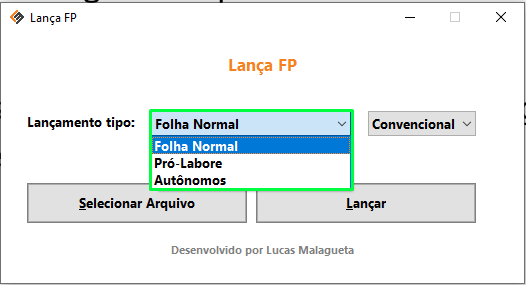 Lança FP
Lança FP
Lançamento tipo: Folha Normal Convencional
Folha Normal
Pró-Labore
Autônomos
Selecionar Arquivo Lançar
Desenvolvido por Lucas Malagueta